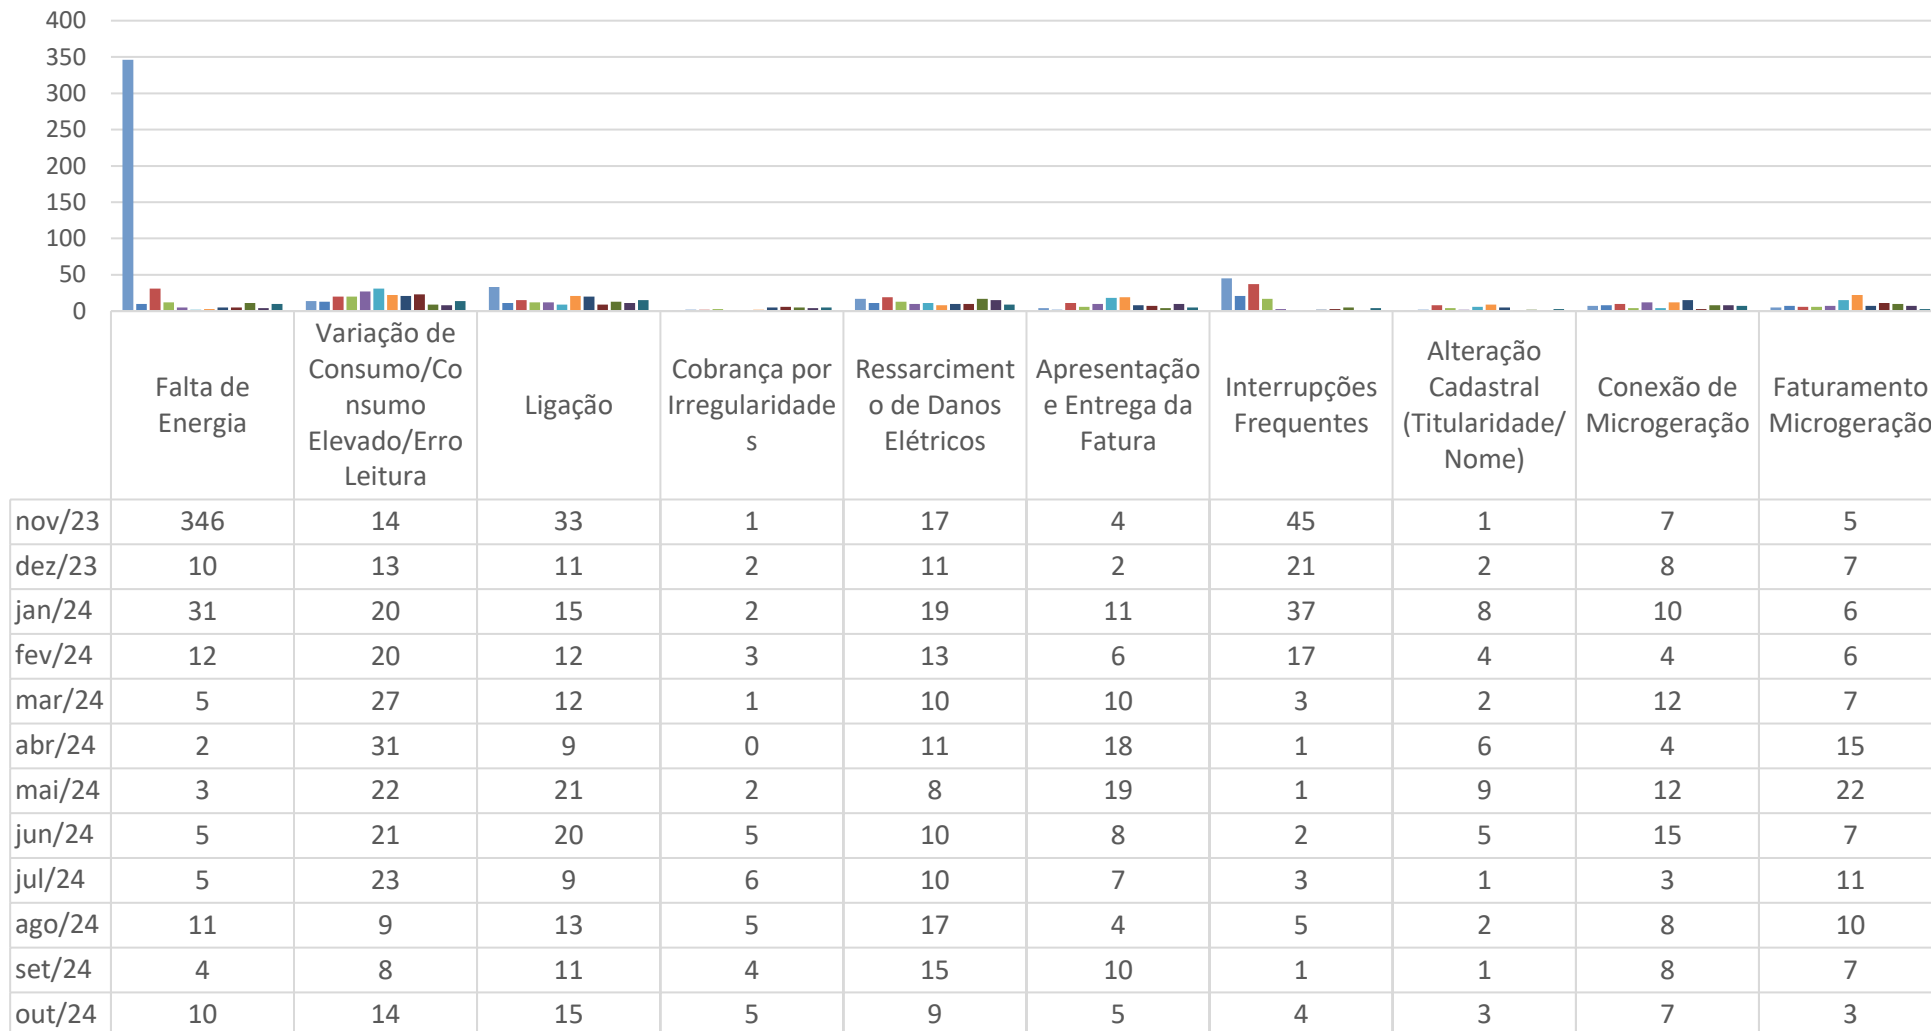 400
350
300
250
200
150
100
50
0
Falta de
Energia
Variação de
Consumo/Co
nsumo
Elevado/Erro
Leitura
Ligação
Cobrança por
Irregularidade
s
Ressarciment
o de Danos
Elétricos
Apresentação
e Entrega da
Fatura
Interrupções
Frequentes
Alteração
Cadastral
(Titularidade/
Nome)
Conexão de
Microgeração
Faturamento
Microgeração
nov/23 346 14 33 1 17 4 45 1 7 5
dez/23 10 13 11 2 11 2 21 2 8 7
jan/24 31 20 15 2 19 11 37 8 10 6
fev/24 12 20 12 3 13 6 17 4 4 6
mar/24 5 27 12 1 10 10 3 2 12 7
abr/24 2 31 9 0 11 18 1 6 4 15
mai/24 3 22 21 2 8 19 1 9 12 22
jun/24 5 21 20 5 10 8 2 5 15 7
jul/24 5 23 9 6 10 7 3 1 3 11
ago/24 11 9 13 5 17 4 5 2 8 10
set/24 4 8 11 4 15 10 1 1 8 7
out/24 10 14 15 5 9 5 4 3 7 3